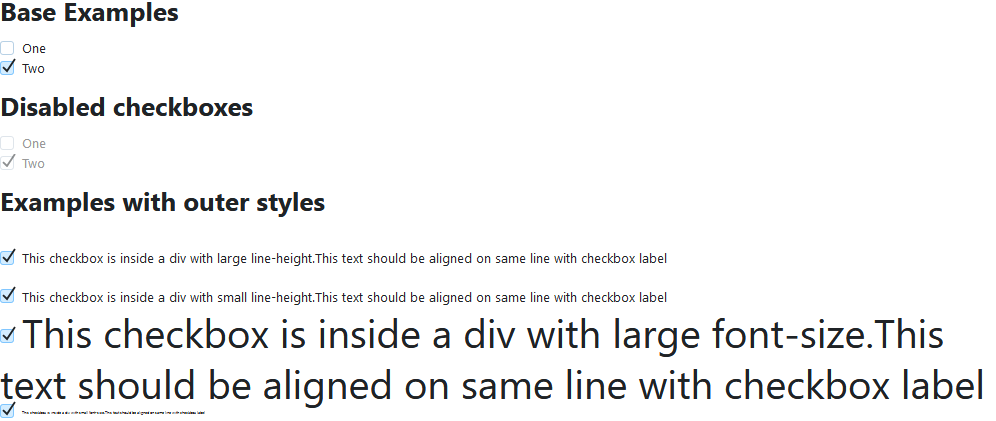 Base Examples
One
Two
Disabled checkboxes
One
Two
Examples with outer styles
This checkbox is inside a div with large line-height.This text should be aligned on same line with checkbox label
This checkbox is inside a div with small line-height.This text should be aligned on same line with checkbox label
This checkbox is inside a div with large font-size.This
text should be aligned on same line with checkbox label
This checkbox is inside a div with small font-size.This text should be aligned on same line with checkbox label